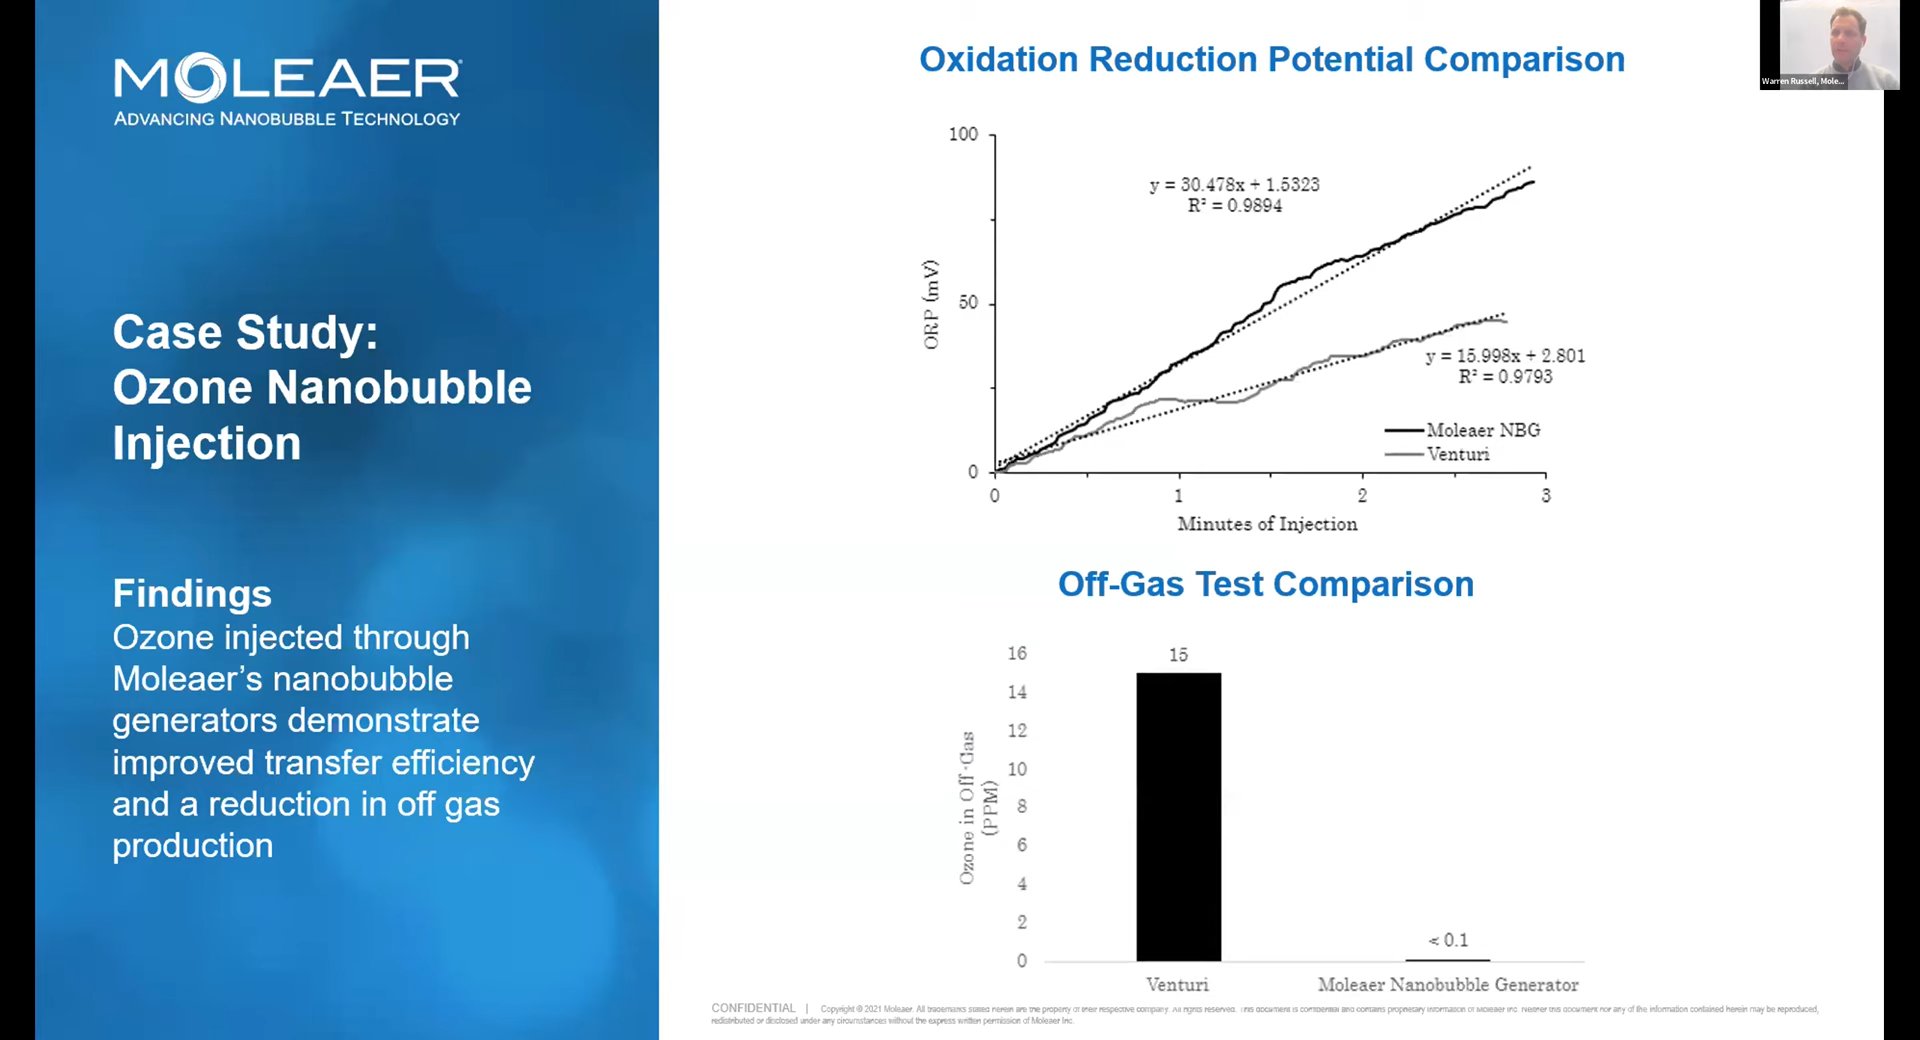 MOLEAER
ADVANCING NANOBUBBLE TECHNOLOGY
Case Study:
Ozone Nanobubble
Injection
Findings
Ozone injected through
Moleaer’s nanobubble
generators demonstrate
improved transfer efficiency
and a reduction in off gas
production
Oxidation Reduction Potential Comparison
Warren Russell, Mole...
100
50
0
ORP (mV)
y = 30.478x + 1.5323
R² = 0.9894
y = 15.998x + 2.801
R² = 0.9793
Moleaer NBG
Venturi
0 1 2 3
Minutes of Injection
Off-Gas Test Comparison
16
14
12
10
8
6
4
2
0
Ozone in Off-Gas
(PPM)
15
< 0.1
Venturi Moleaer Nanobubble Generator
CONFIDENTIAL | Copyright © 2021 Moleaer. All trademarks stated herein are the property of their respective company. All rights reserved. This document is confidential and contains proprietary information of Moleaer Inc. Neither this document nor any of the information contained herein may be reproduced,
redistributed or disclosed under any circumstances without the express written permission of Moleaer Inc.